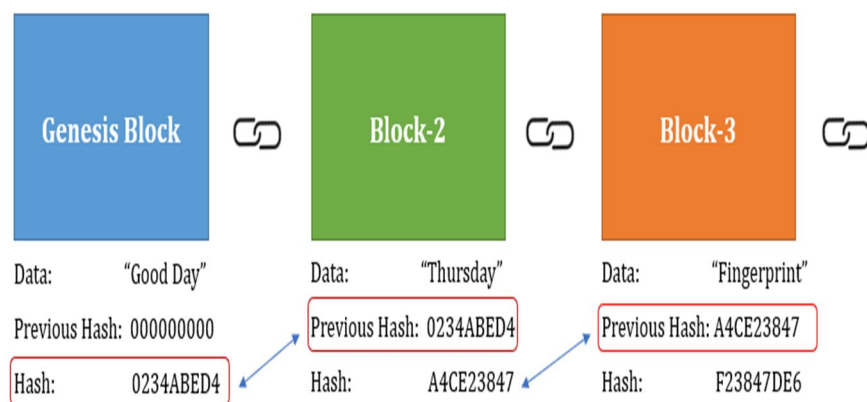 Genesis Block
Block-2
Block-3
Data: “Good Day”
Previous Hash: 000000000
Hash: 0234ABED4
Data: “Thursday”
Previous Hash: 0234ABED4
Hash: A4CE23847
Data: “Fingerprint”
Previous Hash: A4CE23847
Hash: F23847DE6